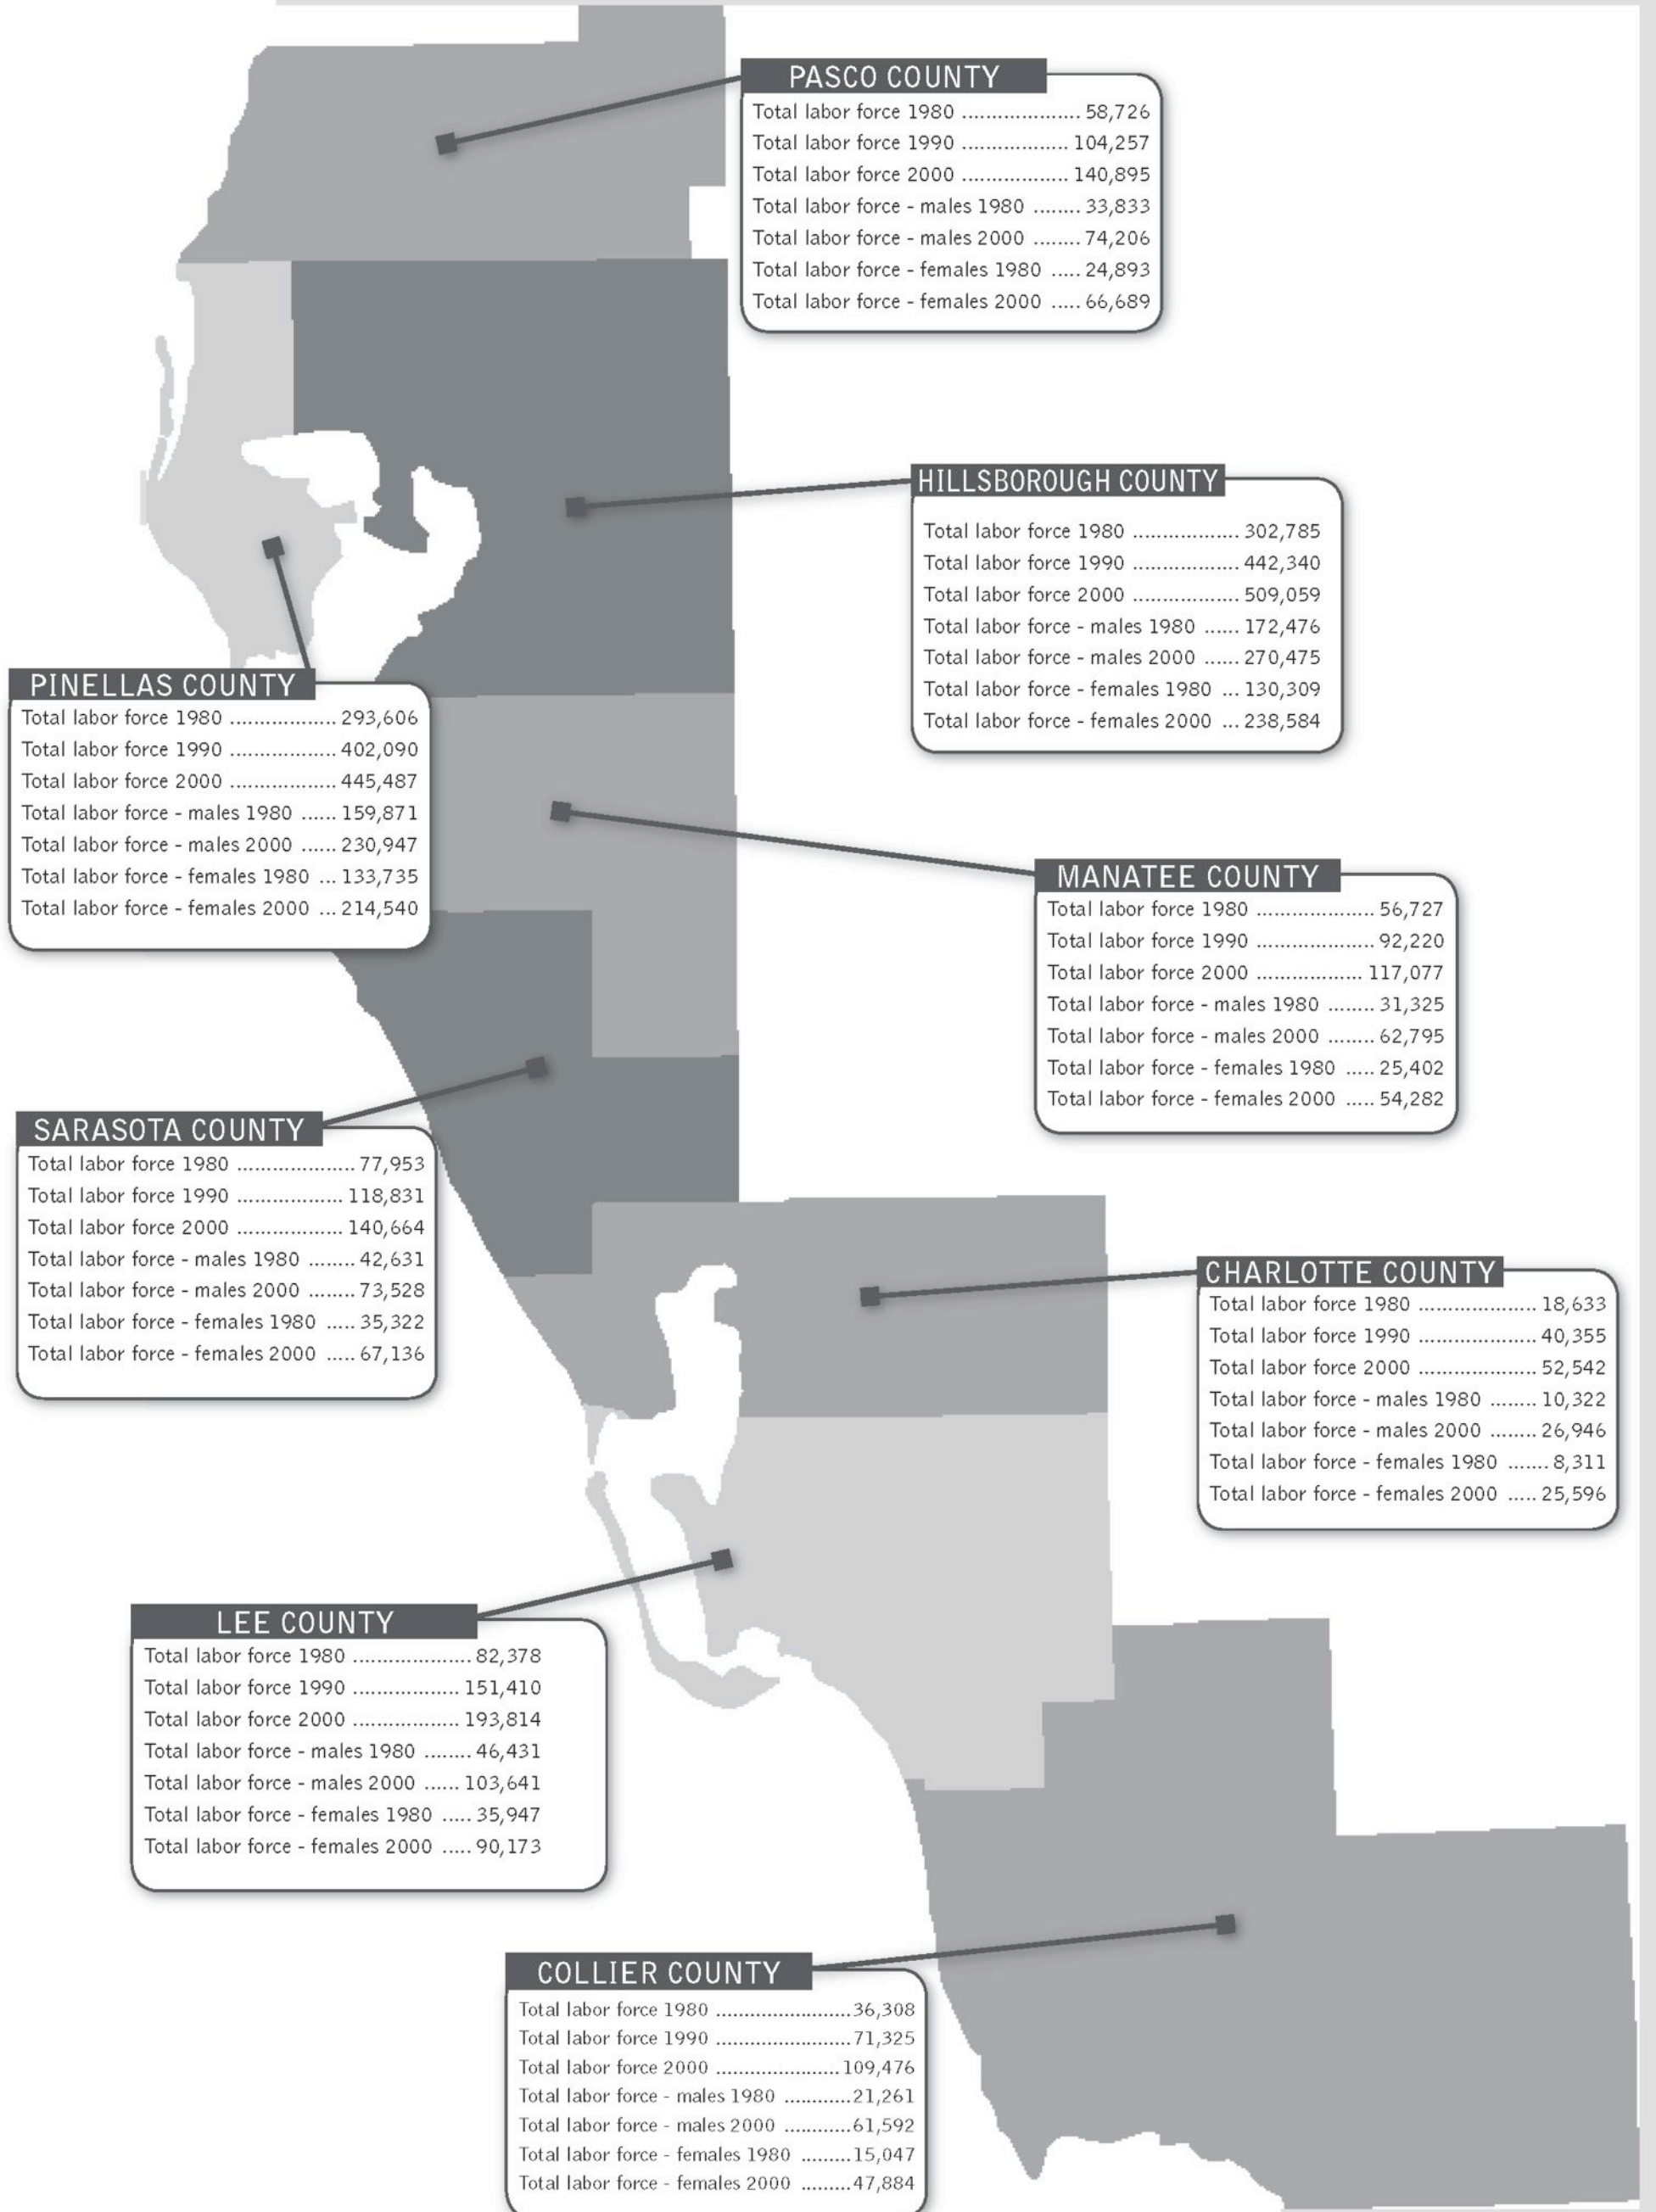 PASCO COUNTY
Total labor force 1980 .................... 58,726
Total labor force 1990 .................. 104,257
Total labor force 2000 .................. 140,895
Total labor force - males 1980 ........ 33,833
Total labor force - males 2000 ........ 74,206
Total labor force - females 1980 ..... 24,893
Total labor force - females 2000 ..... 66,689
HILLSBOROUGH COUNTY
Total labor force 1980 .................. 302,785
Total labor force 1990 .................. 442,340
Total labor force 2000 .................. 509,059
Total labor force - males 1980 ...... 172,476
Total labor force - males 2000 ...... 270,475
Total labor force - females 1980 ... 130,309
Total labor force - females 2000 ... 238,584
PINELLAS COUNTY
Total labor force 1980 .................. 293,606
Total labor force 1990 .................. 402,090
Total labor force 2000 .................. 445,487
Total labor force - males 1980 ...... 159,871
Total labor force - males 2000 ...... 230,947
Total labor force - females 1980 ... 133,735
Total labor force - females 2000 ... 214,540
MANATEE COUNTY
Total labor force 1980 .................... 56,727
Total labor force 1990 .................... 92,220
Total labor force 2000 .................. 117,077
Total labor force - males 1980 ........ 31,325
Total labor force - males 2000 ........ 62,795
Total labor force - females 1980 ..... 25,402
Total labor force - females 2000 ..... 54,282
SARASOTA COUNTY
Total labor force 1980 .................... 77,953
Total labor force 1990 .................. 118,831
Total labor force 2000 .................. 140,664
Total labor force - males 1980 ........ 42,631
Total labor force - males 2000 ........ 73,528
Total labor force - females 1980 ..... 35,322
Total labor force - females 2000 ..... 67,136
CHARLOTTE COUNTY
Total labor force 1980 .................... 18,633
Total labor force 1990 .................... 40,355
Total labor force 2000 .................... 52,542
Total labor force - males 1980 ........ 10,322
Total labor force - males 2000 ........ 26,946
Total labor force - females 1980 ....... 8,311
Total labor force - females 2000 ..... 25,596
LEE COUNTY
Total labor force 1980 .................... 82,378
Total labor force 1990 .................. 151,410
Total labor force 2000 .................. 193,814
Total labor force - males 1980 ........ 46,431
Total labor force - males 2000 ...... 103,641
Total labor force - females 1980 ..... 35,947
Total labor force - females 2000 ..... 90,173
COLLIER COUNTY
Total labor force 1980 ........................36,308
Total labor force 1990 ........................71,325
Total labor force 2000 ......................109,476
Total labor force - males 1980 ............21,261
Total labor force - males 2000 ............61,592
Total labor force - females 1980 .........15,047
Total labor force - females 2000 .........47,884